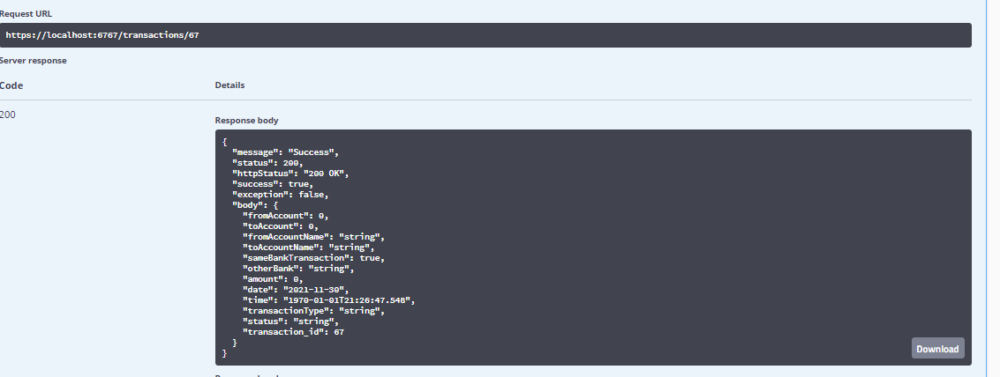 Request URL
https://localhost:6767/transactions/67
Server response
Code Details
200
Response body
{
"message": "Success",
"status": 200,
"httpStatus": "200 OK",
"success": true,
"exception": false,
"body": {
"fromAccount": 0,
"toAccount": 0,
"fromAccountName": "string",
"toAccountName": "string",
"sameBankTransaction": true,
"otherBank": "string",
"amount": 0,
"date": "2021-11-30",
"time": "1970-01-01T21:26:47.548",
"transactionType": "string",
"status": "string",
"transaction_id": 67
}
}
Download